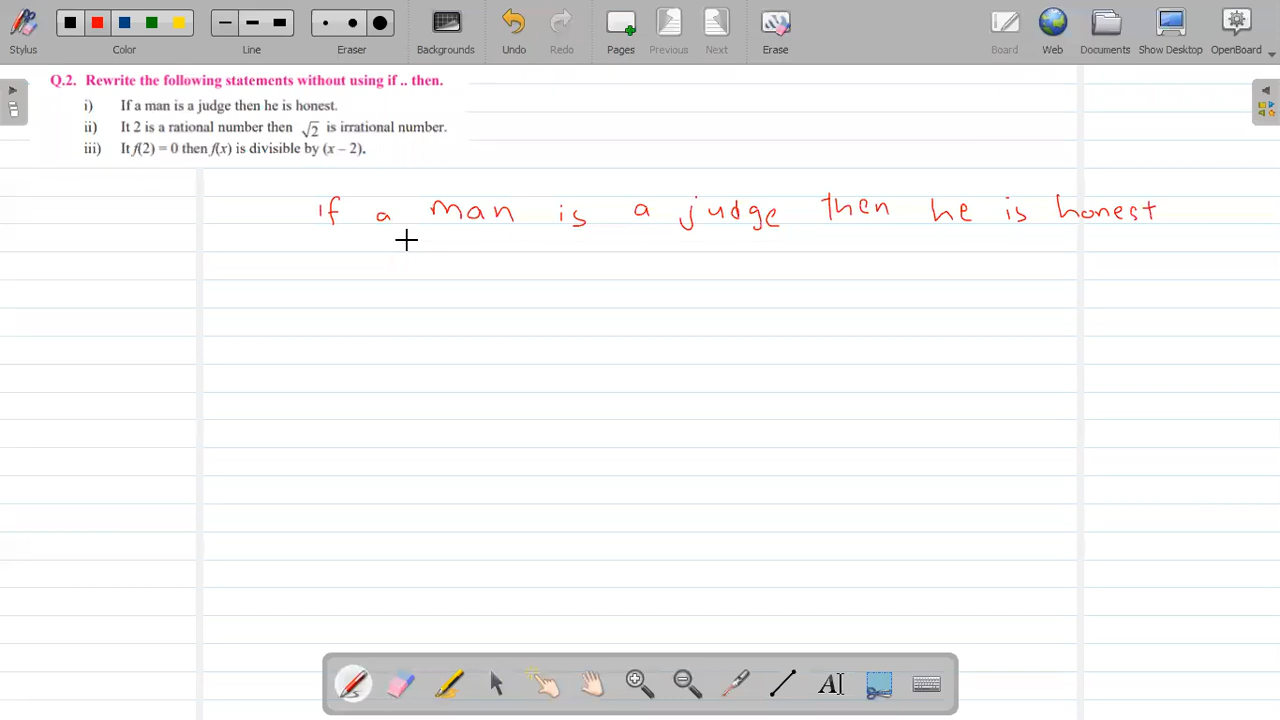 Stylus Color Line Eraser Backgrounds Undo Redo Pages Previous Next Erase Board Web Documents Show Desktop OpenBoard
Q.2. Rewrite the following statements without using if .. then.
i) If a man is a judge then he is honest.
ii) It 2 is a rational number then √2 is irrational number.
iii) It f(2) = 0 then f(x) is divisible by (x – 2).
If a man is a judge then he is honest